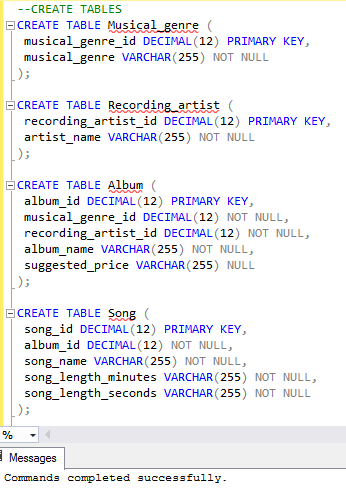 --CREATE TABLES
CREATE TABLE Musical_genre (
musical_genre_id DECIMAL(12) PRIMARY KEY,
musical_genre VARCHAR(255) NOT NULL
);
CREATE TABLE Recording_artist (
recording_artist_id DECIMAL(12) PRIMARY KEY,
artist_name VARCHAR(255) NOT NULL
);
CREATE TABLE Album (
album_id DECIMAL(12) PRIMARY KEY,
musical_genre_id DECIMAL(12) NOT NULL,
recording_artist_id DECIMAL(12) NOT NULL,
album_name VARCHAR(255) NOT NULL,
suggested_price VARCHAR(255) NULL
);
CREATE TABLE Song (
song_id DECIMAL(12) PRIMARY KEY,
album_id DECIMAL(12) NOT NULL,
song_name VARCHAR(255) NOT NULL,
song_length_minutes VARCHAR(255) NOT NULL,
song_length_seconds VARCHAR(255) NOT NULL
);
%
Messages
Commands completed successfully.